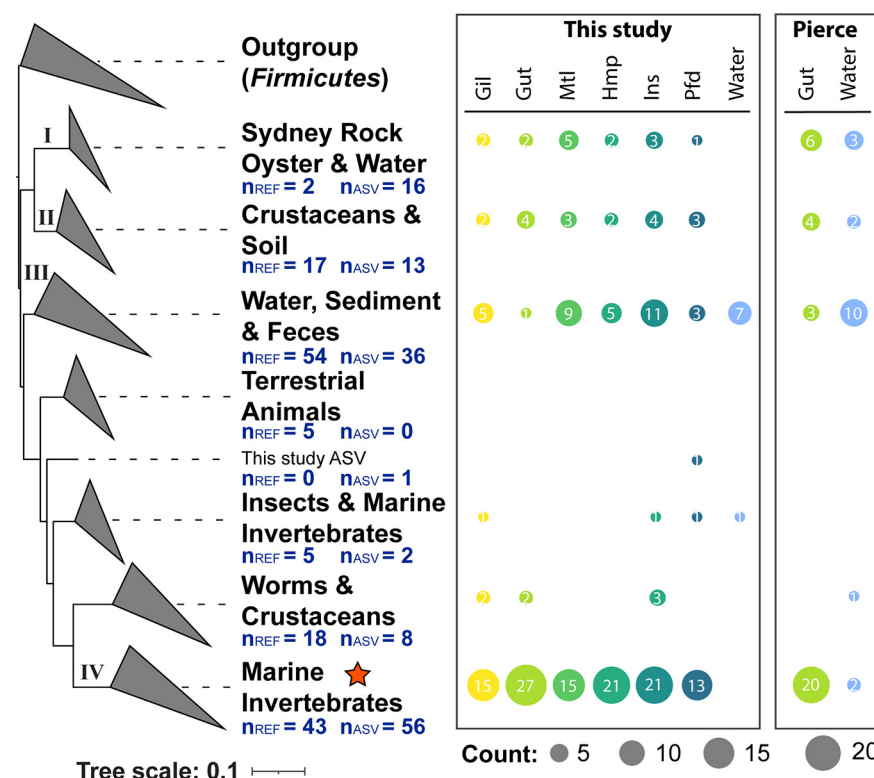 This study
Pierce
Gil Gut Mtl Hmp Ins Pfd Water
Gut Water
Outgroup
(Firmicutes)
I
Sydney Rock
Oyster & Water
nREF = 2 nASV = 16
2 2 5 2 3 1
6 3
II
Crustaceans &
Soil
nREF = 17 nASV = 13
2 4 3 2 4 3
4 2
III
Water, Sediment
& Feces
nREF = 54 nASV = 36
5 1 9 5 11 3 7
3 10
Terrestrial
Animals
nREF = 5 nASV = 0
This study ASV
nREF = 0 nASV = 1
1
Insects & Marine
Invertebrates
nREF = 5 nASV = 2
1 1 1 1
Worms &
Crustaceans
nREF = 18 nASV = 8
2 2 3
1
IV
Marine
Invertebrates
nREF = 43 nASV = 56
15 27 15 21 21 13
20 2
Count: 5 10 15 20
Tree scale: 0.1